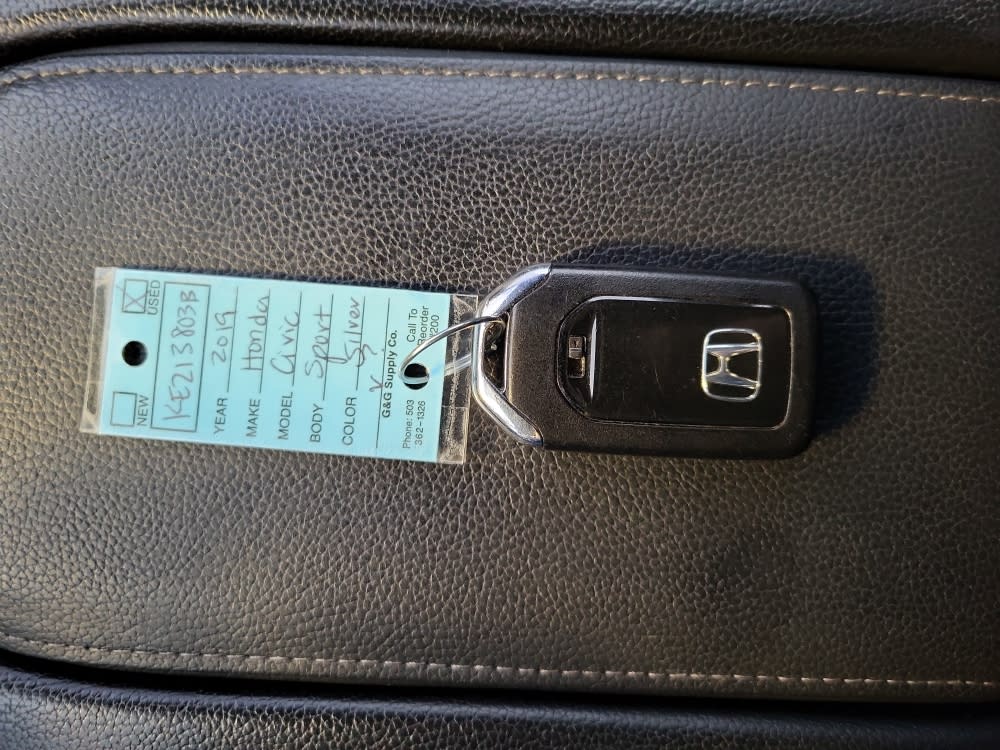 NEW
USED
KE213803B
YEAR 2019
MAKE Honda
MODEL Civic
BODY Sport
COLOR Silver
G&G Supply Co.
Phone: 503
362-1326
Call To
Reorder